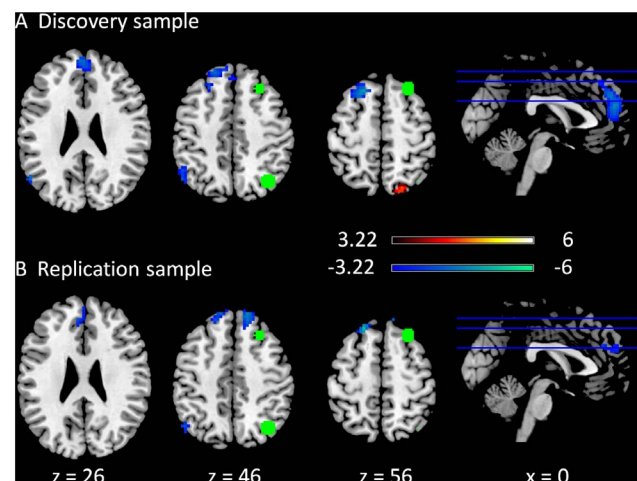 A Discovery sample
3.22 6
-3.22 -6
B Replication sample
z = 26 z = 46 z = 56 x = 0